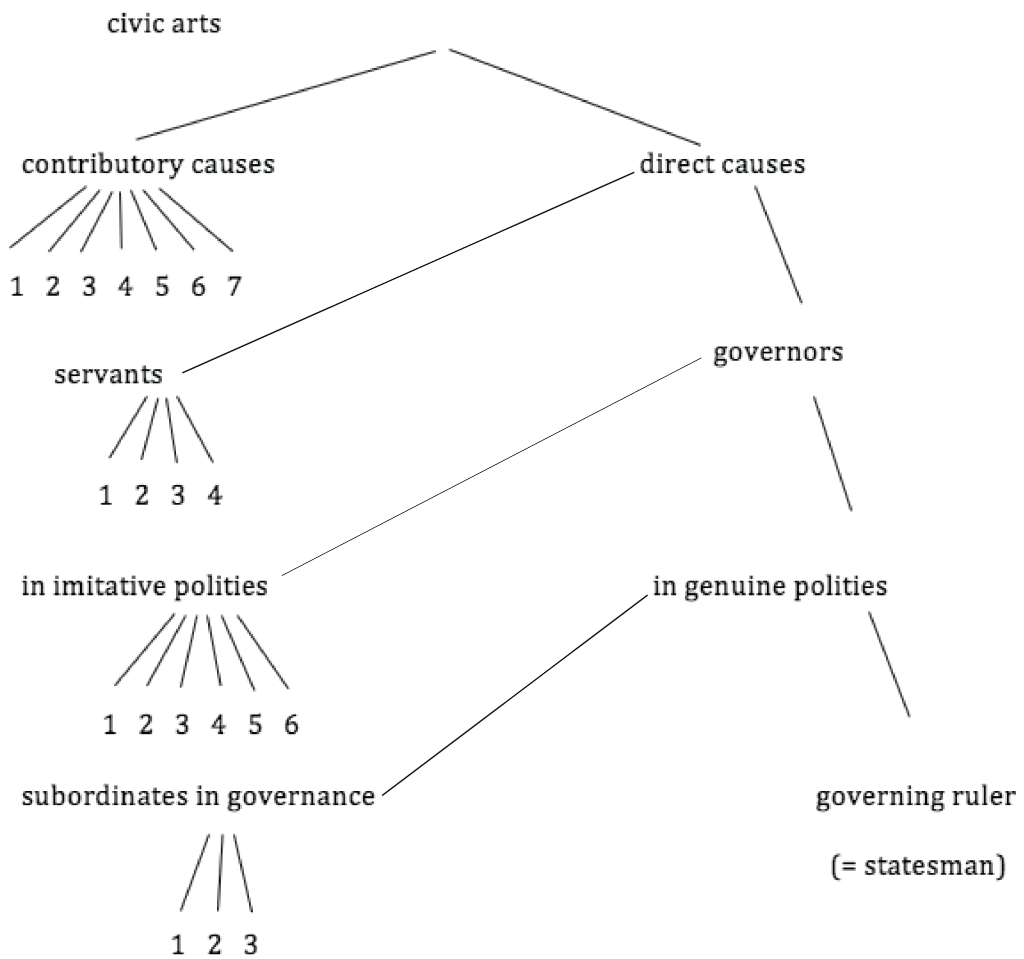 civic arts
contributory causes
direct causes
1 2 3 4 5 6 7
governors
servants
1 2 3 4
in imitative polities
in genuine polities
1 2 3 4 5 6
subordinates in governance
governing ruler
(= statesman)
1 2 3